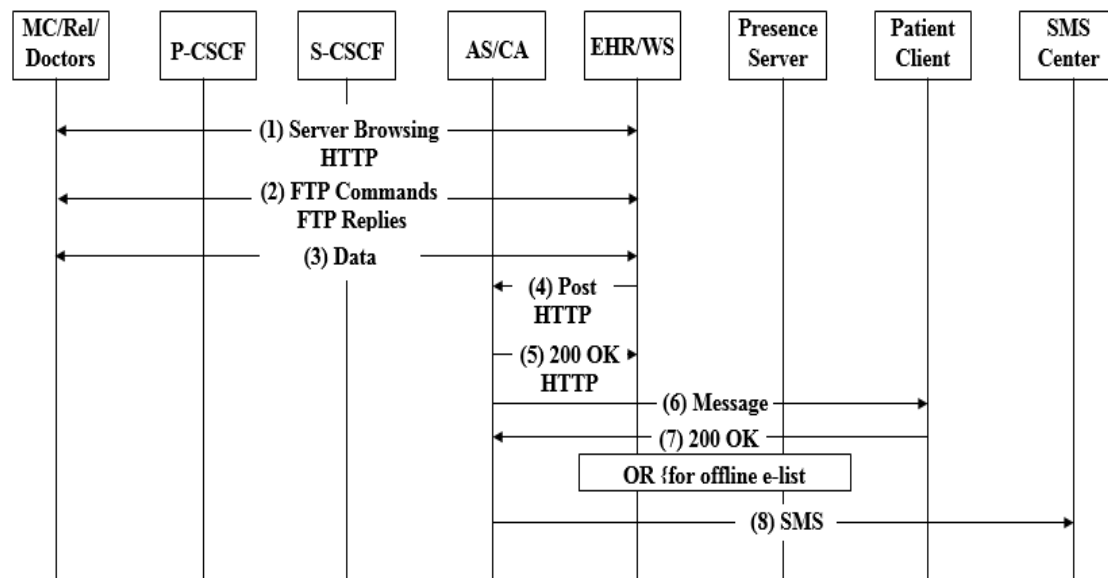 MC/Rel/
Doctors
P-CSCF
S-CSCF
AS/CA
EHR/WS
Presence
Server
Patient
Client
SMS
Center
(1) Server Browsing
HTTP
(2) FTP Commands
FTP Replies
(3) Data
(4) Post
HTTP
(5) 200 OK
HTTP
(6) Message
(7) 200 OK
OR {for offline e-list
(8) SMS